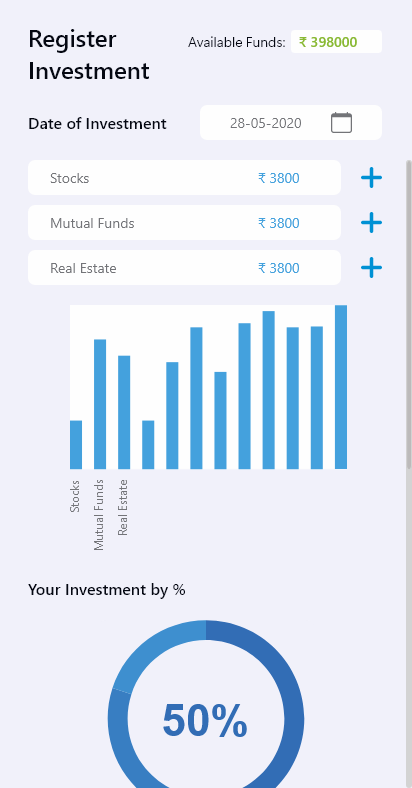 Register
Investment
Available Funds: ₹ 398000
Date of Investment 28-05-2020
Stocks ₹ 3800
Mutual Funds ₹ 3800
Real Estate ₹ 3800
Stocks
Mutual Funds
Real Estate
Your Investment by %
50%